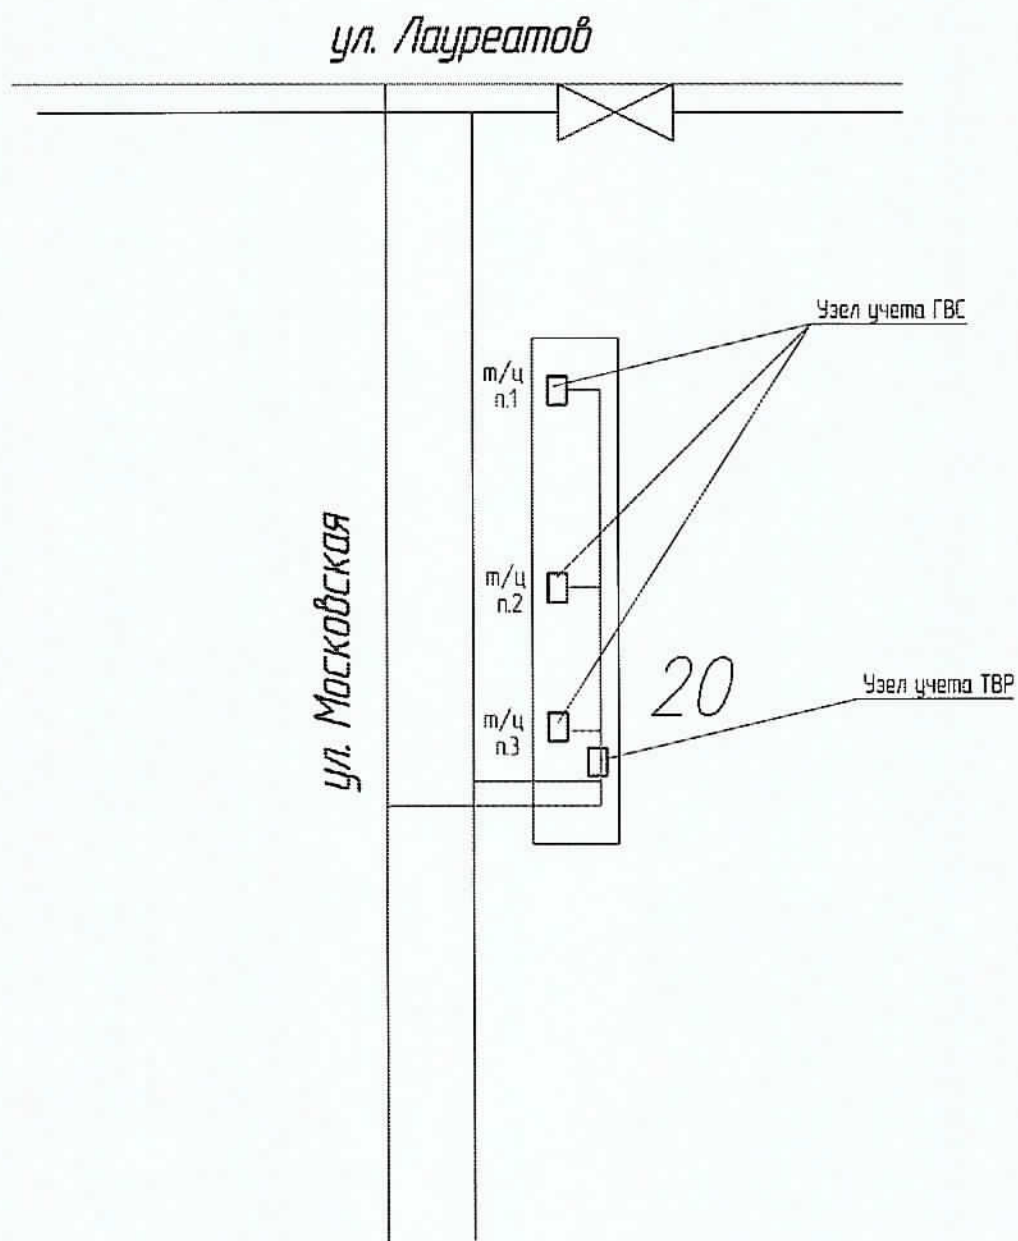 ул. Лауреатов
Узел учета ГВС
т/ц
п.1
т/ц
п.2
ул. Московская
20
Узел учета ТВР
т/ц
п.3